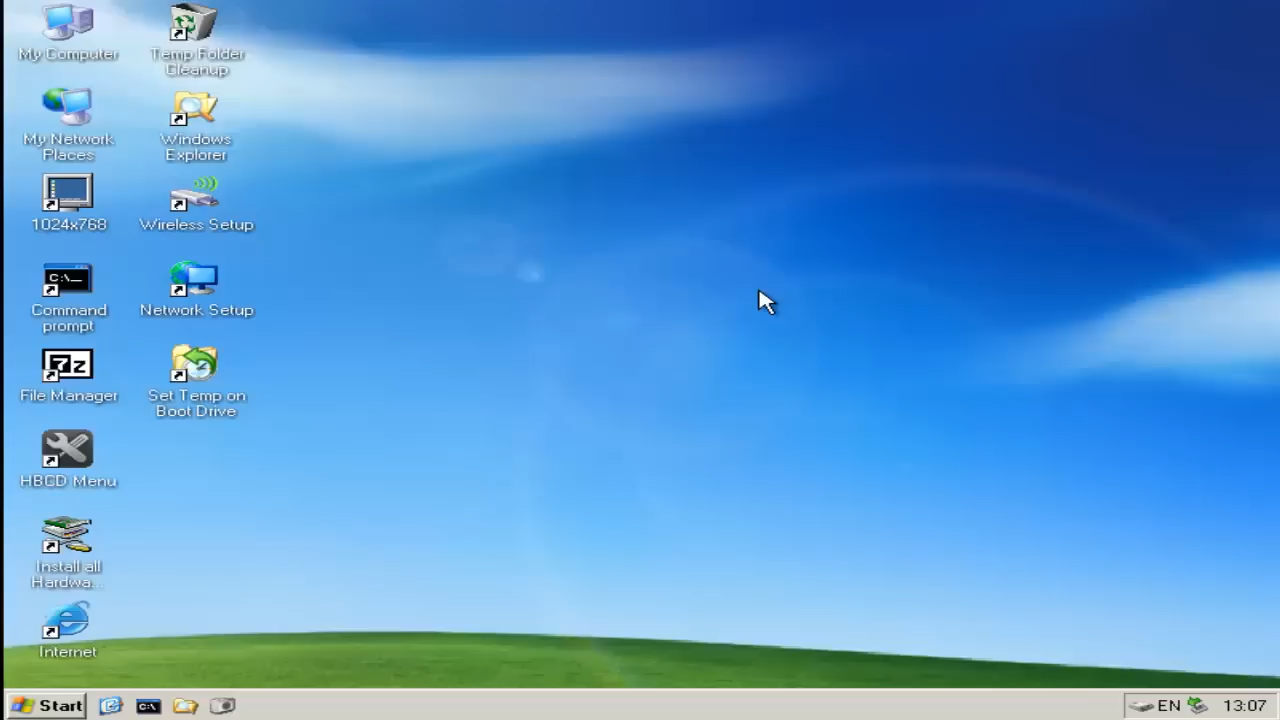 My Computer
Temp Folder
Cleanup
My Network
Places
Windows
Explorer
1024x768
Wireless Setup
C:\_
Command
prompt
Network Setup
7z
File Manager
Set Temp on
Boot Drive
HBCD Menu
Install all
Hardwa...
Internet
Start
C:\
EN
13:07